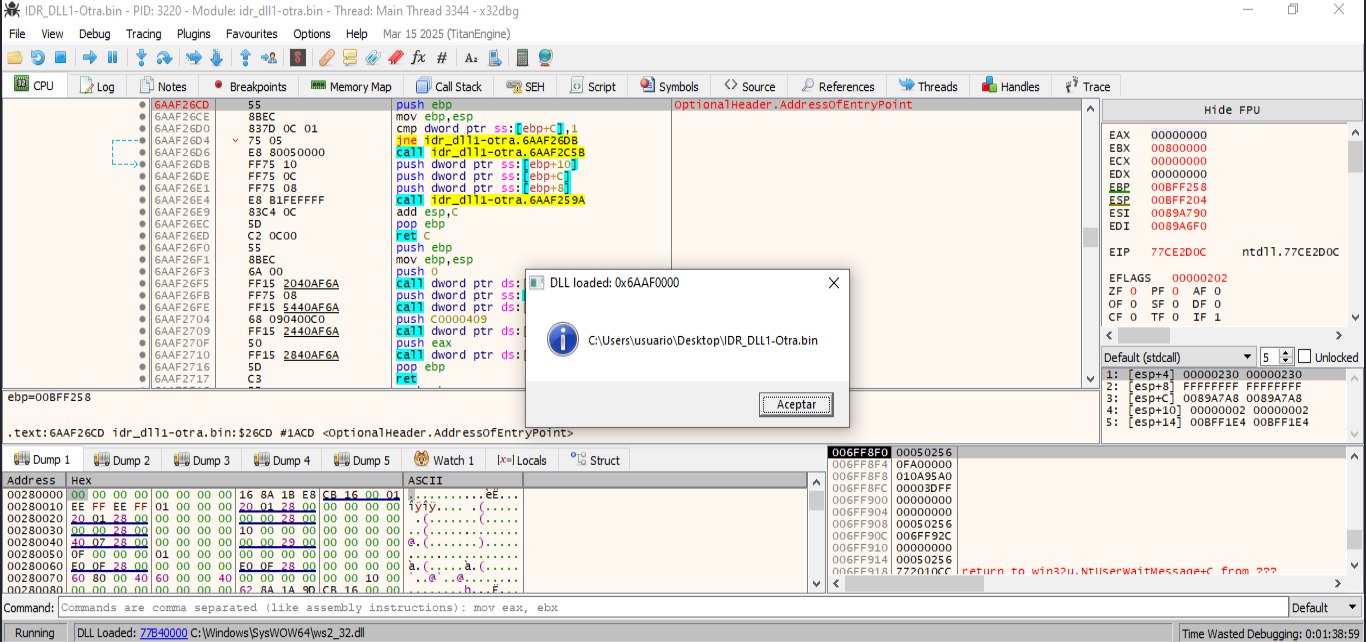 IDR_DLL1-Otra.bin - PID: 3220 - Module: idr_dll1-otra.bin - Thread: Main Thread 3344 - x32dbg
File View Debug Tracing Plugins Favourites Options Help Mar 15 2025 (TitanEngine)
CPU Log Notes Breakpoints Memory Map Call Stack SEH Script Symbols Source References Threads Handles Trace
6AAF26CD 55 push ebp OptionalHeader.AddressOfEntryPoint
6AAF26CE 8BEC mov ebp,esp
6AAF26D0 837D 0C 01 cmp dword ptr ss:[ebp+C],1
6AAF26D4 75 05 jne idr_dll1-otra.6AAF26DB
6AAF26D6 E8 80050000 call idr_dll1-otra.6AAF2C5B
6AAF26DB FF75 10 push dword ptr ss:[ebp+10]
6AAF26DE FF75 0C push dword ptr ss:[ebp+C]
6AAF26E1 FF75 08 push dword ptr ss:[ebp+8]
6AAF26E4 E8 B1FEFFFF call idr_dll1-otra.6AAF259A
6AAF26E9 83C4 0C add esp,C
6AAF26EC 5D pop ebp
6AAF26ED C2 0C00 ret C
6AAF26F0 55 push ebp
6AAF26F1 8BEC mov ebp,esp
6AAF26F3 6A 00 push 0
6AAF26F5 FF15 2040AF6A call dword ptr ds:[
6AAF26FB FF75 08 push dword ptr ss:[
6AAF26FE FF15 5440AF6A call dword ptr ds:[
6AAF2704 68 090400C0 push C0000409
6AAF2709 FF15 2440AF6A call dword ptr ds:[
6AAF270F 50 push eax
6AAF2710 FF15 2840AF6A call dword ptr ds:[
6AAF2716 5D pop ebp
6AAF2717 C3 ret
Hide FPU
EAX 00000000
EBX 00800000
ECX 00000000
EDX 00000000
EBP 00BFF258
ESP 00BFF204
ESI 0089A790
EDI 0089A6F0
EIP 77CE2D0C ntdll.77CE2D0C
EFLAGS 00000202
ZF 0 PF 0 AF 0
OF 0 SF 0 DF 0
CF 0 TF 0 IF 1
Default (stdcall) 5 Unlocked
1: [esp+4] 00000230 00000230
2: [esp+8] FFFFFFFF FFFFFFFF
3: [esp+C] 0089A7A8 0089A7A8
4: [esp+10] 00000002 00000002
5: [esp+14] 00BFF1E4 00BFF1E4
DLL loaded: 0x6AAF0000
C:\Users\usuario\Desktop\IDR_DLL1-Otra.bin
Aceptar
ebp=00BFF258
.text:6AAF26CD idr_dll1-otra.bin:$26CD #1ACD <OptionalHeader.AddressOfEntryPoint>
Dump 1 Dump 2 Dump 3 Dump 4 Dump 5 Watch 1 [x=] Locals Struct
Address Hex ASCII
00280000 00 00 00 00 00 00 00 00 16 8A 1B E8 CB 16 00 01 ...........èË...
00280010 EE FF EE FF 01 00 00 00 20 01 28 00 00 00 00 00 îÿîÿ.... .(.....
00280020 20 01 28 00 00 00 00 00 00 00 28 00 00 00 00 00 .(.......(.....
00280030 00 00 28 00 00 00 00 00 10 00 00 00 00 00 00 00 ..(.............
00280040 40 07 28 00 00 00 00 00 00 00 29 00 00 00 00 00 @.(.......).....
00280050 0F 00 00 00 01 00 00 00 00 00 00 00 00 00 00 00 ................
00280060 E0 0F 28 00 00 00 00 00 E0 0F 28 00 00 00 00 00 à.(.....à.(.....
00280070 60 80 00 40 60 00 00 40 00 00 00 00 00 00 10 00 `..@`..@........
006FF8F0 00050256
006FF8F4 0FA00000
006FF8F8 010A95A0
006FF8FC 00003DFF
006FF900 00000000
006FF904 00000000
006FF908 00050256
006FF90C 006FF92C
006FF910 00000000
006FF914 00050256
006FF918 772010CC return to win32u.NtUserWaitMessage+C from ???
Command: Commands are comma separated (like assembly instructions): mov eax, ebx Default
Running DLL Loaded: 77B40000 C:\Windows\SysWOW64\ws2_32.dll Time Wasted Debugging: 0:01:38:59